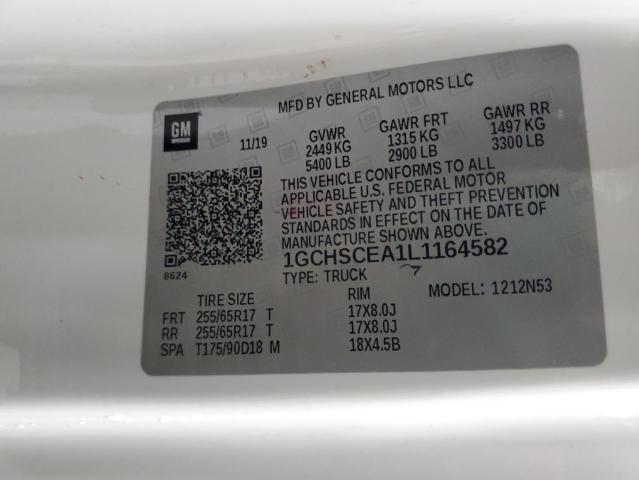 MFD BY GENERAL MOTORS LLC
GM
11/19
GVWR GAWR FRT GAWR RR
2449 KG 1315 KG 1497 KG
5400 LB 2900 LB 3300 LB
THIS VEHICLE CONFORMS TO ALL
APPLICABLE U.S. FEDERAL MOTOR
VEHICLE SAFETY AND THEFT PREVENTION
STANDARDS IN EFFECT ON THE DATE OF
MANUFACTURE SHOWN ABOVE.
8624
1GCHSCEA1L1164582
TYPE: TRUCK MODEL: 1212N53
TIRE SIZE RIM
FRT 255/65R17 T 17X8.0J
RR 255/65R17 T 17X8.0J
SPA T175/90D18 M 18X4.5B